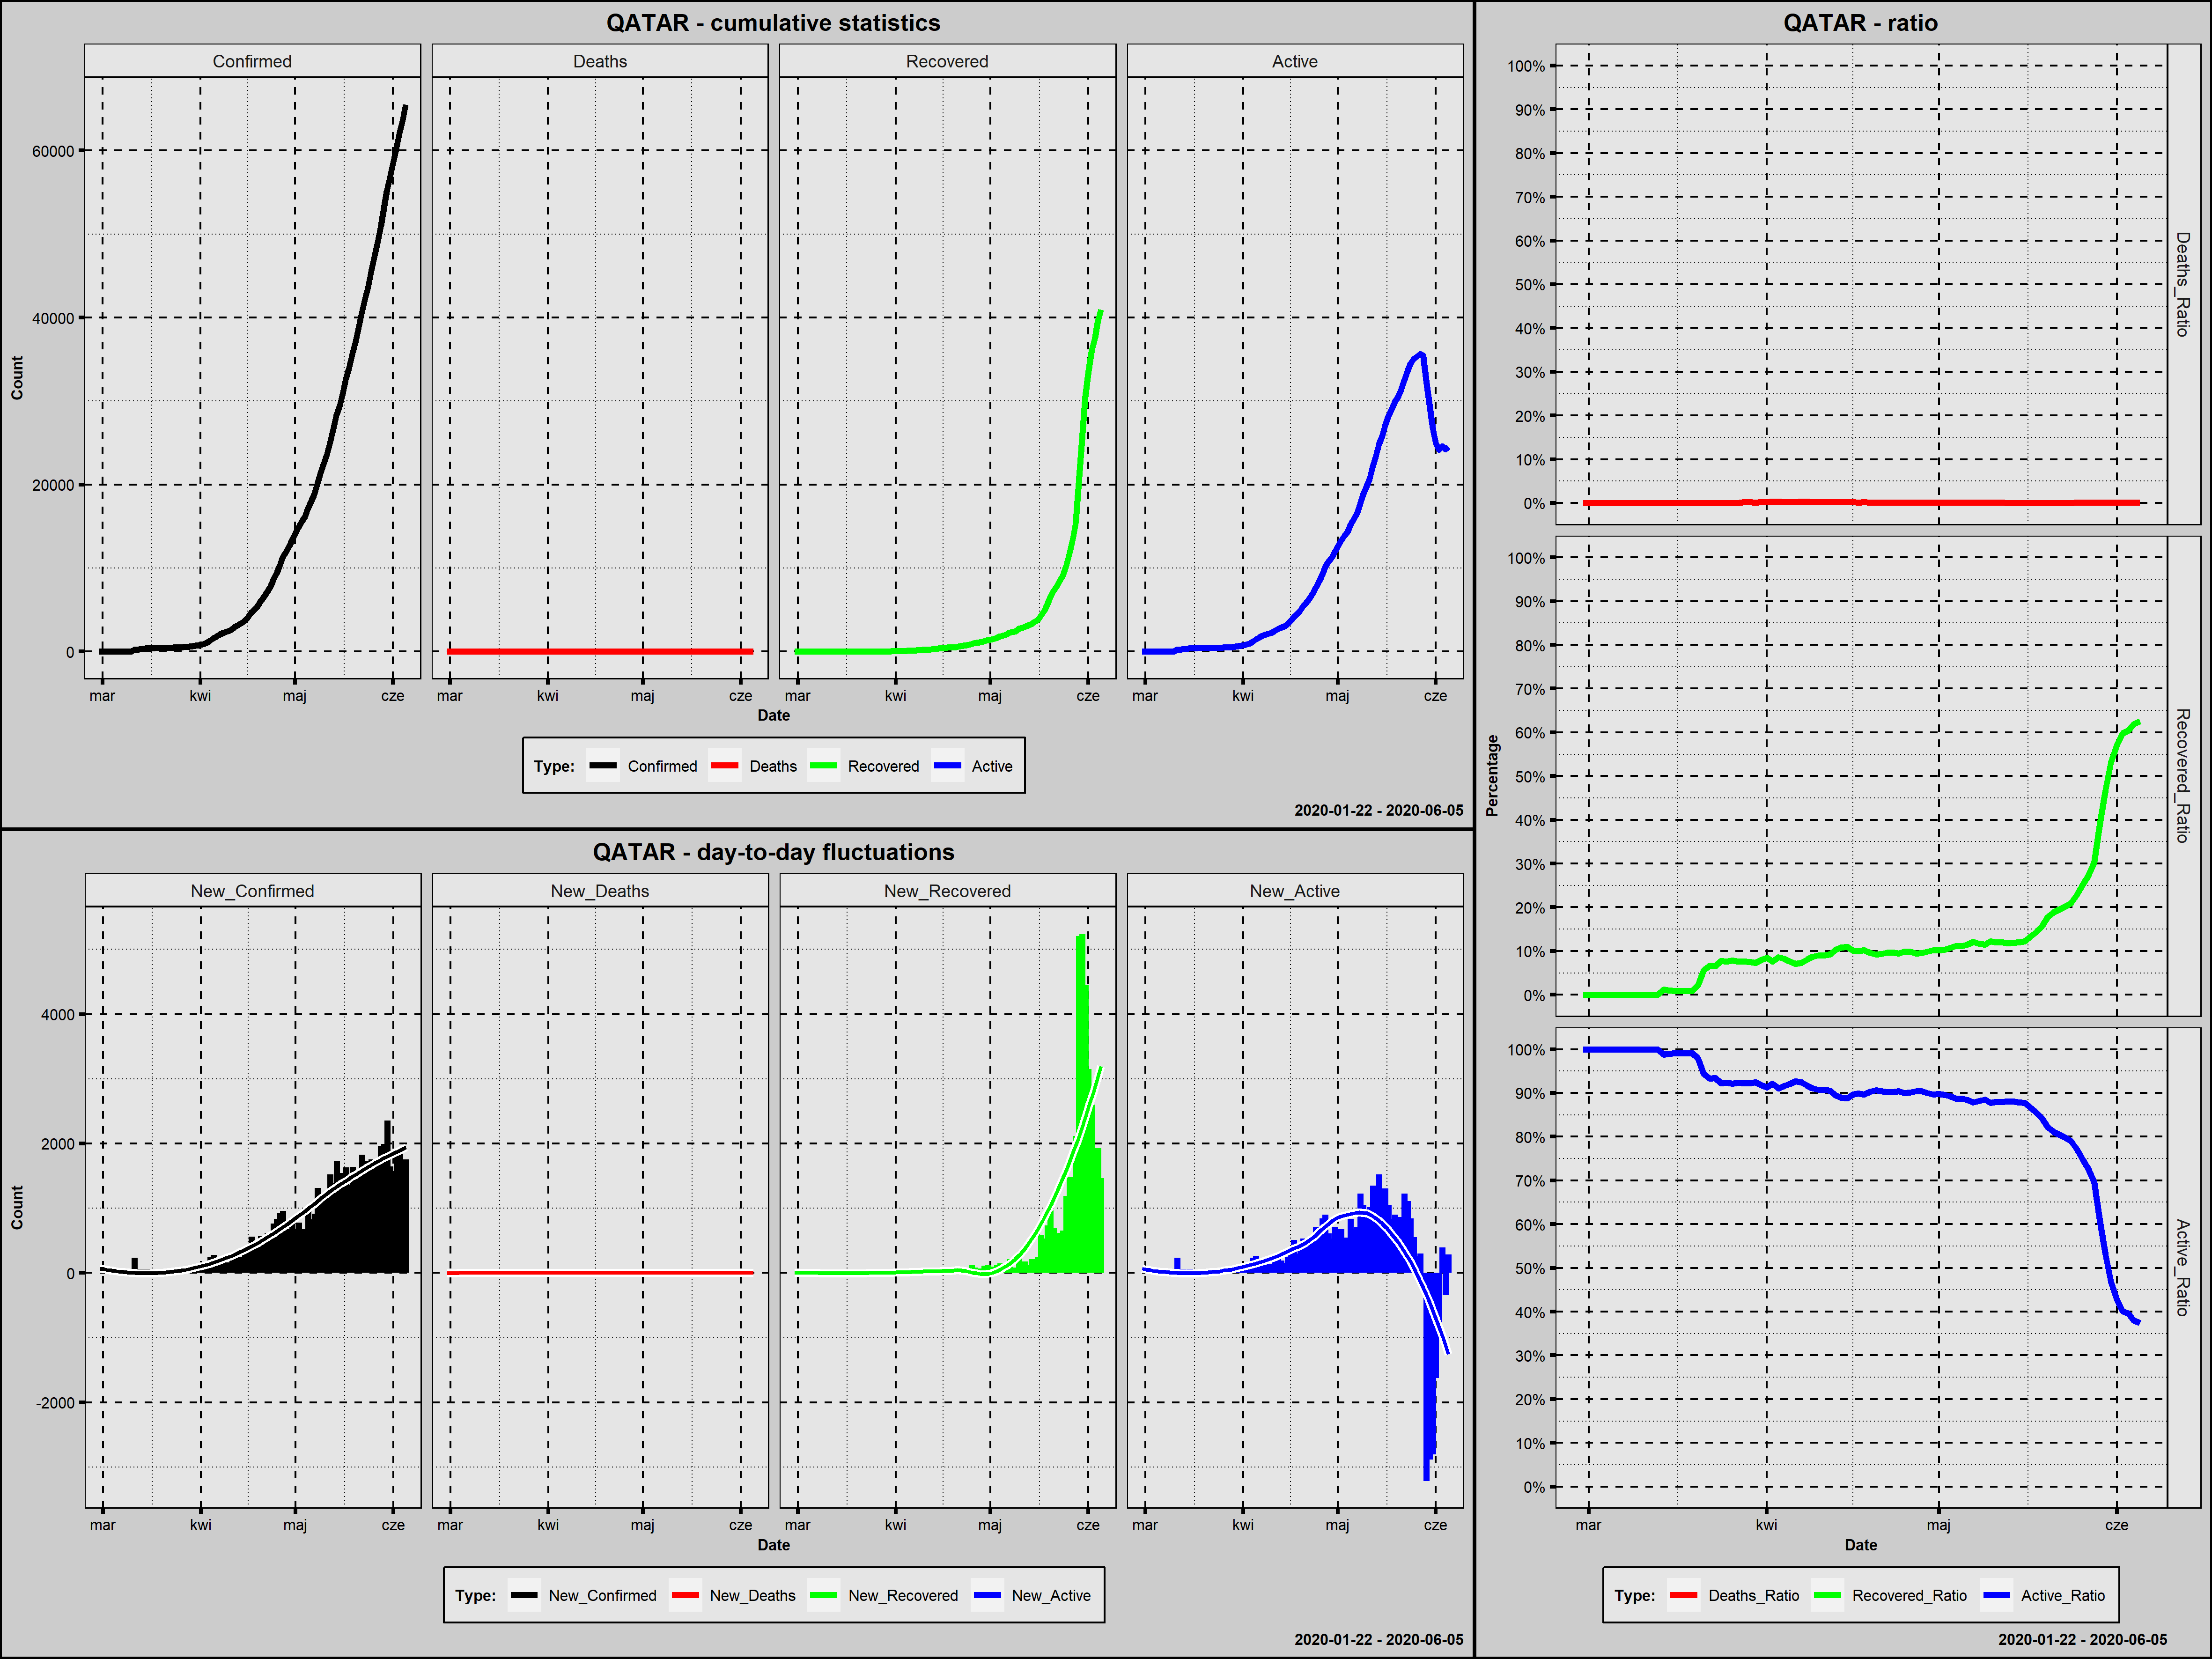 QATAR - cumulative statistics
Confirmed Deaths Recovered Active
Count
60000
40000
20000
0
mar kwi maj cze mar kwi maj cze mar kwi maj cze mar kwi maj cze
Date
Type: Confirmed Deaths Recovered Active
2020-01-22 - 2020-06-05
QATAR - day-to-day fluctuations
New_Confirmed New_Deaths New_Recovered New_Active
Count
4000
2000
0
-2000
mar kwi maj cze mar kwi maj cze mar kwi maj cze mar kwi maj cze
Date
Type: New_Confirmed New_Deaths New_Recovered New_Active
2020-01-22 - 2020-06-05
QATAR - ratio
Percentage
100%
90%
80%
70%
60%
50%
40%
30%
20%
10%
0%
Deaths_Ratio
100%
90%
80%
70%
60%
50%
40%
30%
20%
10%
0%
Recovered_Ratio
100%
90%
80%
70%
60%
50%
40%
30%
20%
10%
0%
Active_Ratio
mar kwi maj cze
Date
Type: Deaths_Ratio Recovered_Ratio Active_Ratio
2020-01-22 - 2020-06-05